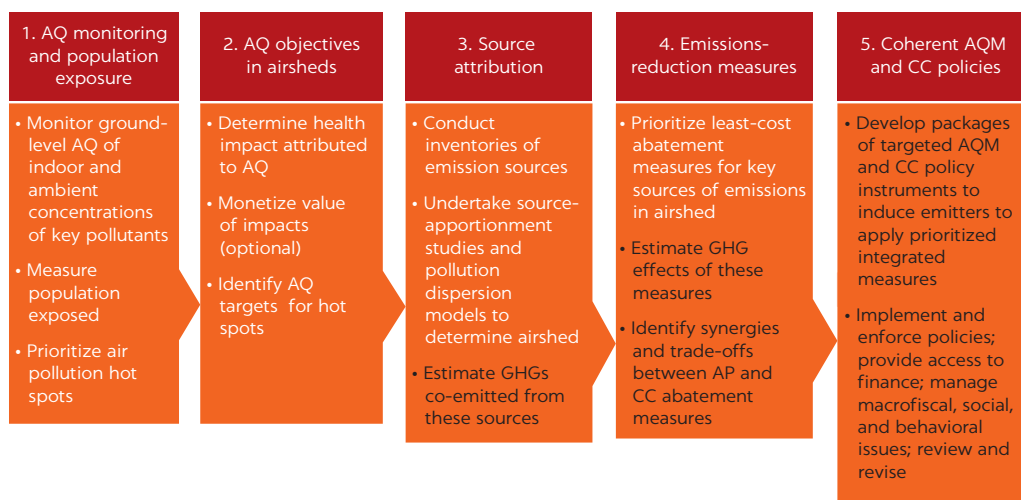 1. AQ monitoring
and population
exposure
• Monitor ground-
level AQ of
indoor and
ambient
concentrations
of key pollutants
• Measure
population
exposed
• Prioritize air
pollution hot
spots
2. AQ objectives
in airsheds
• Determine health
impact attributed
to AQ
• Monetize value
of impacts
(optional)
• Identify AQ
targets for hot
spots
3. Source
attribution
• Conduct
inventories of
emission sources
• Undertake source-
apportionment
studies and
pollution
dispersion
models to
determine airshed
• Estimate GHGs
co-emitted from
these sources
4. Emissions-
reduction measures
• Prioritize least-cost
abatement
measures for key
sources of emissions
in airshed
• Estimate GHG
effects of these
measures
• Identify synergies
and trade-offs
between AP and
CC abatement
measures
5. Coherent AQM
and CC policies
• Develop packages
of targeted AQM
and CC policy
instruments to
induce emitters to
apply prioritized
integrated
measures
• Implement and
enforce policies;
provide access to
finance; manage
macrofiscal, social,
and behavioral
issues; review and
revise